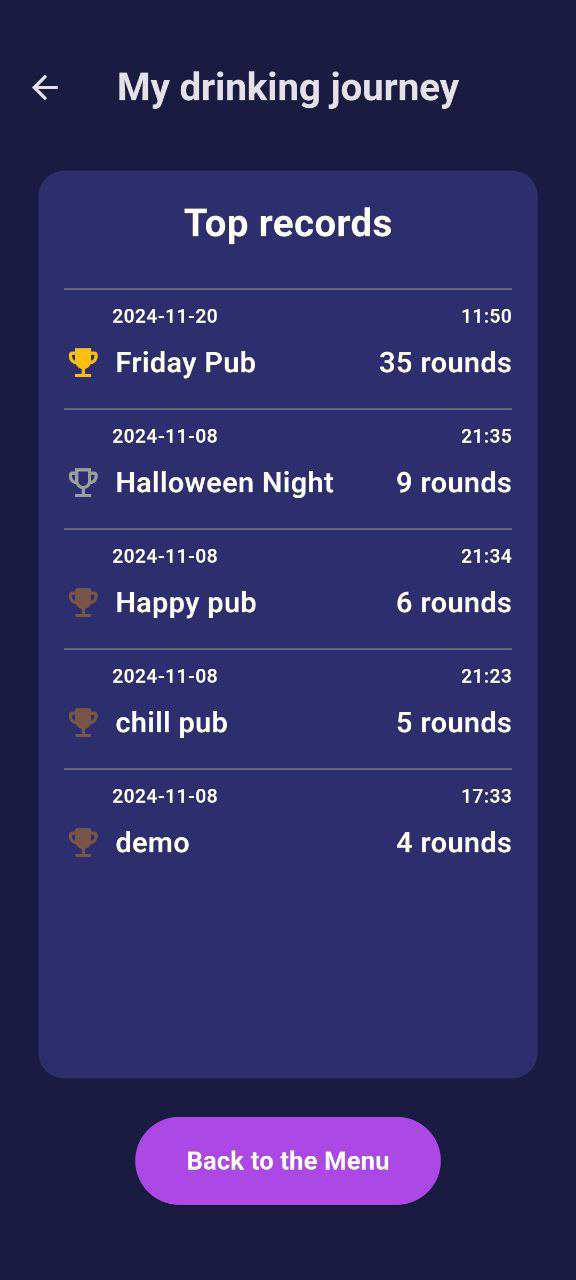 My drinking journey
Top records
2024-11-20 11:50
Friday Pub 35 rounds
2024-11-08 21:35
Halloween Night 9 rounds
2024-11-08 21:34
Happy pub 6 rounds
2024-11-08 21:23
chill pub 5 rounds
2024-11-08 17:33
demo 4 rounds
Back to the Menu